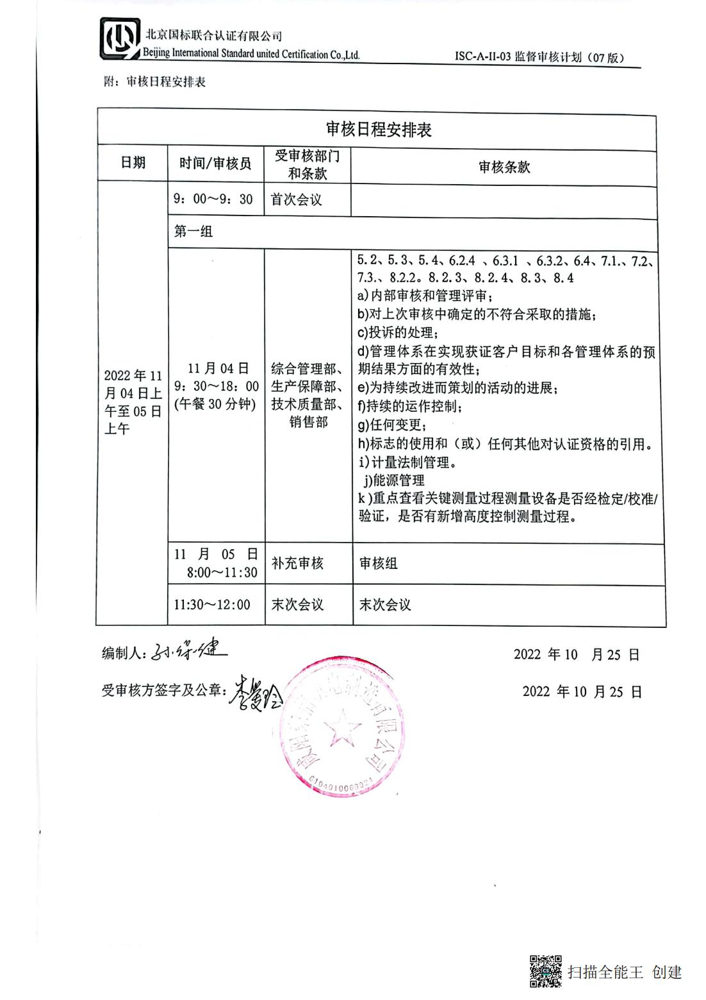 北京国标联合认证有限公司
Beijing International Standard united Certification Co.,Ltd.
ISC-A-II-03 监督审核计划（07 版）
附：审核日程安排表
审核日程安排表
日期
时间/审核员
受审核部门
和条款
审核条款
9：00～9：30
首次会议
第一组
2022 年 11
月 04 日上
午至 05 日
上午
11 月 04 日
9：30～18：00
(午餐 30 分钟)
综合管理部、
生产保障部、
技术质量部、
销售部
5.2、5.3、5.4、6.2.4 、6.3.1 、6.3.2、6.4、7.1.、7.2、
7.3.、8.2.2。8.2.3、8.2.4、8.3、8.4
a)内部审核和管理评审；
b)对上次审核中确定的不符合采取的措施；
c)投诉的处理；
d)管理体系在实现获证客户目标和各管理体系的预
期结果方面的有效性；
e)为持续改进而策划的活动的进展；
f)持续的运作控制；
g)任何变更；
h)标志的使用和（或）任何其他对认证资格的引用。
i)计量法制管理。
j)能源管理
k)重点查看关键测量过程测量设备是否经检定/校准/
验证，是否有新增高度控制测量过程。
11 月 05 日
8:00～11:30
补充审核
审核组
11:30～12:00
末次会议
末次会议
编制人：孙保健
2022 年 10 月 25 日
受审核方签字及公章：李爱玲
2022 年 10 月 25 日
扫描全能王 创建